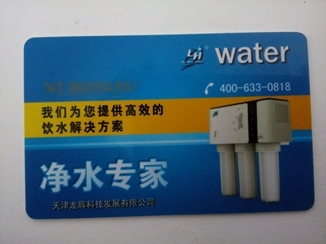 water
400-633-0818
我们为您提供高效的
饮水解决方案
净水专家
天津龙辉科技发展有限公司